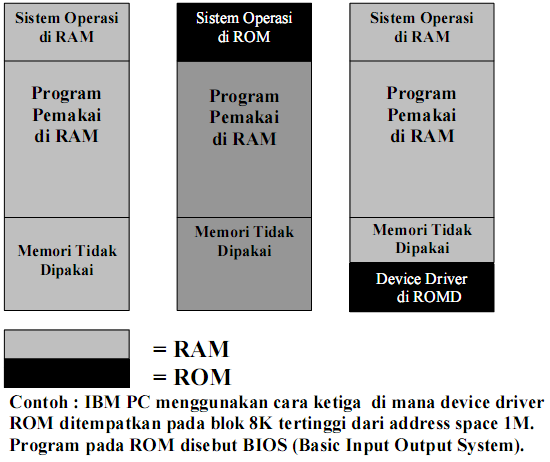 Sistem Operasi
di RAM
Program
Pemakai
di RAM
Memori Tidak
Dipakai
Sistem Operasi
di ROM
Program
Pemakai
di RAM
Memori Tidak
Dipakai
Sistem Operasi
di RAM
Program
Pemakai
di RAM
Memori Tidak
Dipakai
Device Driver
di ROMD
= RAM
= ROM
Contoh : IBM PC menggunakan cara ketiga di mana device driver
ROM ditempatkan pada blok 8K tertinggi dari address space 1M.
Program pada ROM disebut BIOS (Basic Input Output System).